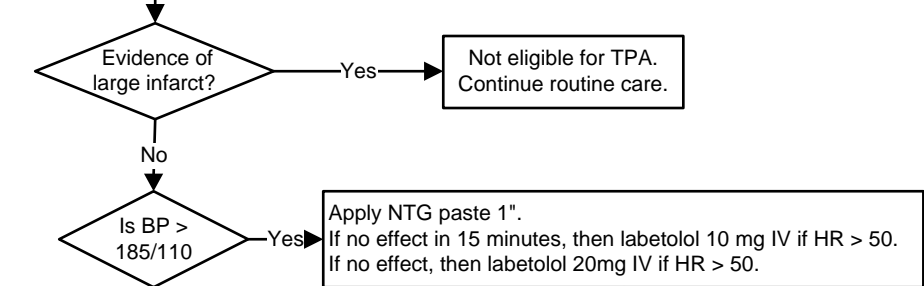 Evidence of
large infarct?
Yes
Not eligible for TPA.
Continue routine care.
No
Is BP >
185/110
Yes
Apply NTG paste 1".
If no effect in 15 minutes, then labetolol 10 mg IV if HR > 50.
If no effect, then labetolol 20mg IV if HR > 50.